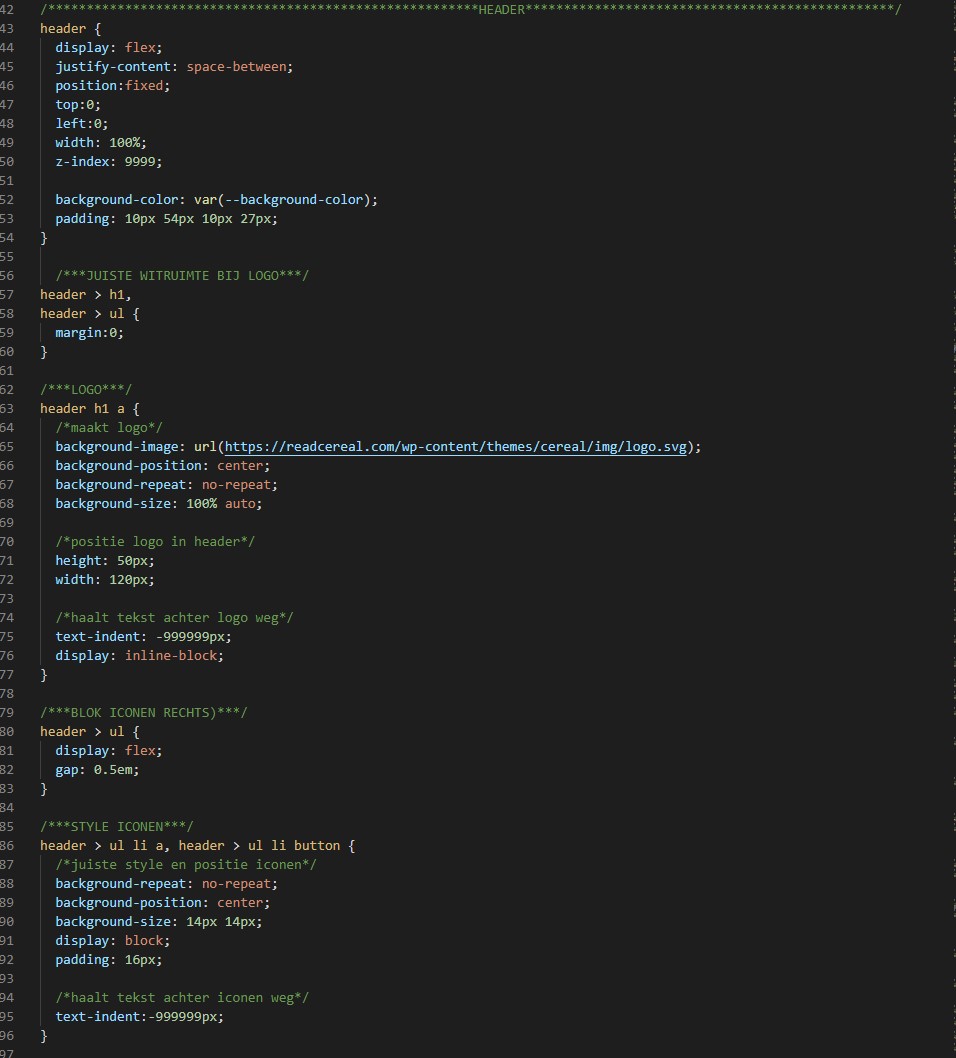 42 /********************************************************HEADER************************************************/
43 header {
44 display: flex;
45 justify-content: space-between;
46 position:fixed;
47 top:0;
48 left:0;
49 width: 100%;
50 z-index: 9999;
51
52 background-color: var(--background-color);
53 padding: 10px 54px 10px 27px;
54 }
55
56 /***JUISTE WITRUIMTE BIJ LOGO***/
57 header > h1,
58 header > ul {
59 margin:0;
60 }
61
62 /***LOGO***/
63 header h1 a {
64 /*maakt logo*/
65 background-image: url(https://readcereal.com/wp-content/themes/cereal/img/logo.svg);
66 background-position: center;
67 background-repeat: no-repeat;
68 background-size: 100% auto;
69
70 /*positie logo in header*/
71 height: 50px;
72 width: 120px;
73
74 /*haalt tekst achter logo weg*/
75 text-indent: -999999px;
76 display: inline-block;
77 }
78
79 /***BLOK ICONEN RECHTS)***/
80 header > ul {
81 display: flex;
82 gap: 0.5em;
83 }
84
85 /***STYLE ICONEN***/
86 header > ul li a, header > ul li button {
87 /*juiste style en positie iconen*/
88 background-repeat: no-repeat;
89 background-position: center;
90 background-size: 14px 14px;
91 display: block;
92 padding: 16px;
93
94 /*haalt tekst achter iconen weg*/
95 text-indent:-999999px;
96 }
97